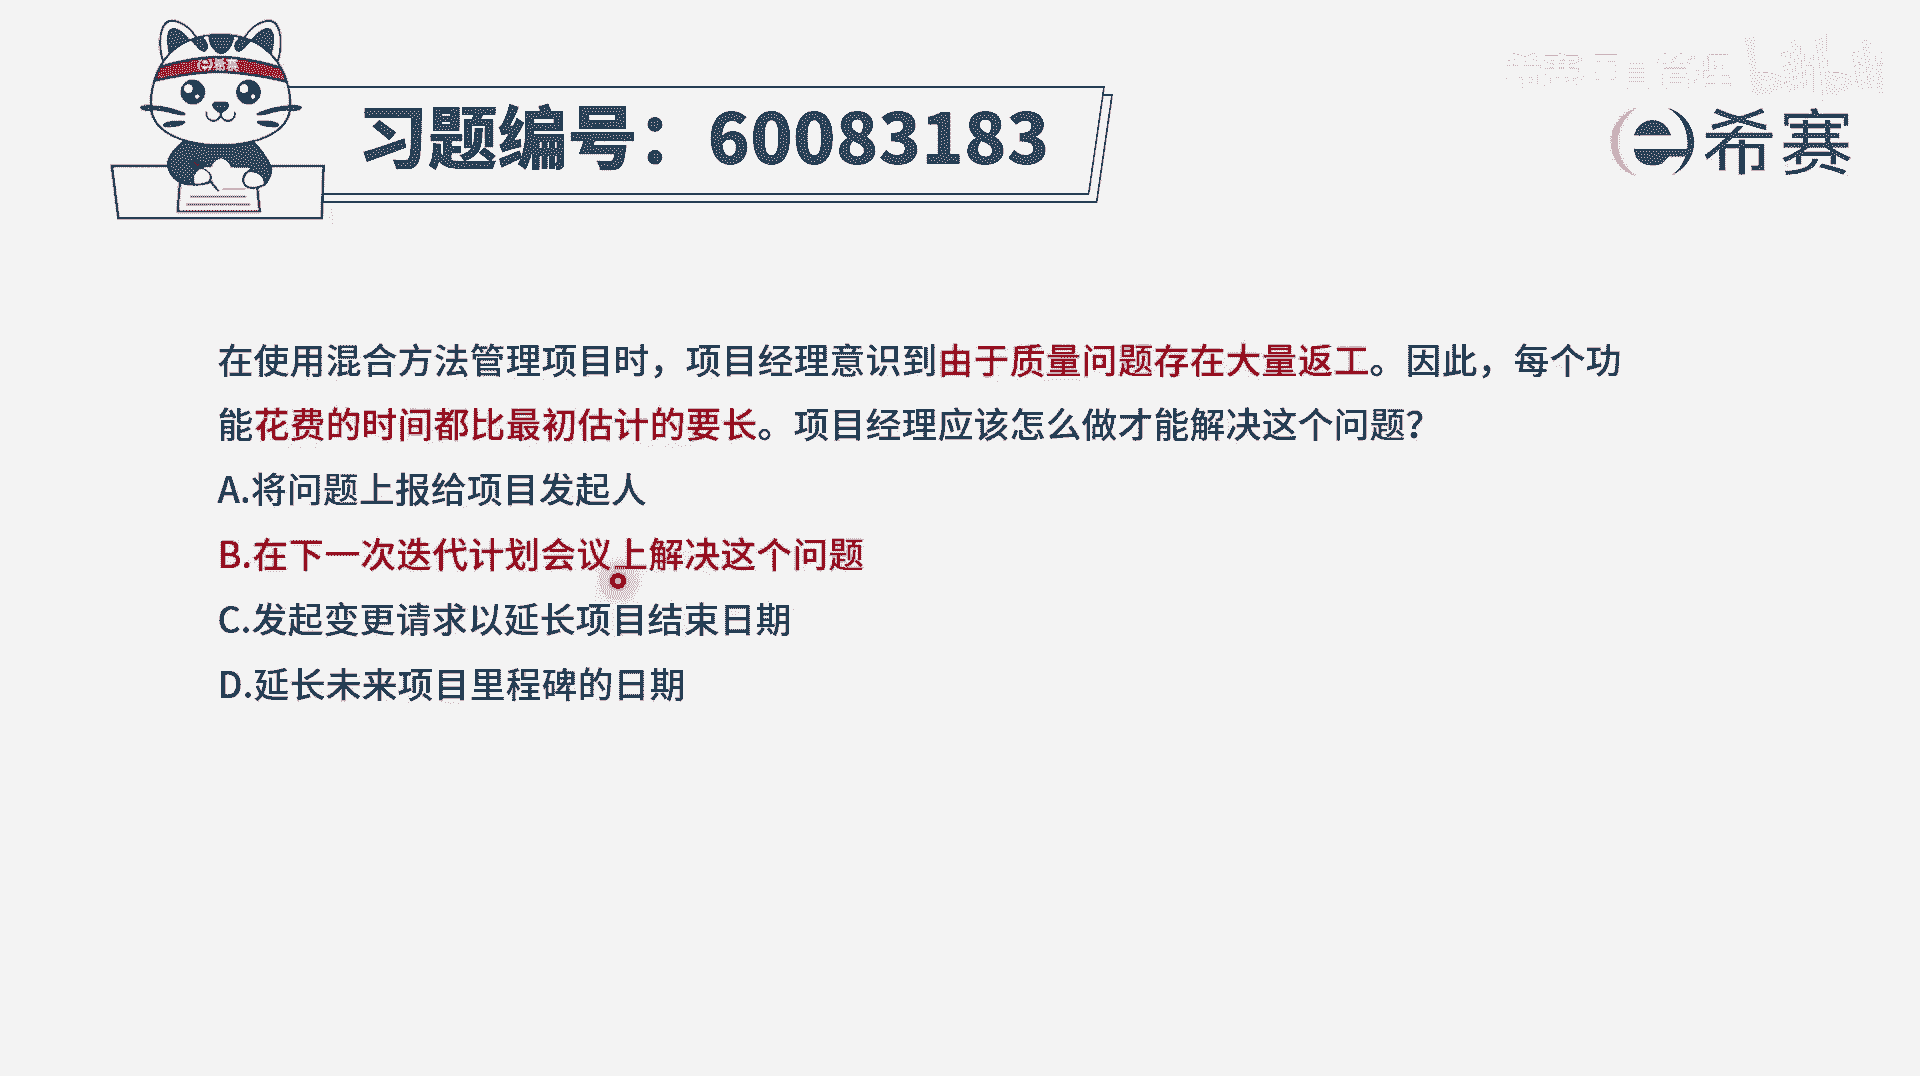 希赛
习题编号：60083183
希赛
在使用混合方法管理项目时，项目经理意识到由于质量问题存在大量返工。因此，每个功
能花费的时间都比最初估计的要长。项目经理应该怎么做才能解决这个问题？
A.将问题上报给项目发起人
B.在下一次迭代计划会议上解决这个问题
C.发起变更请求以延长项目结束日期
D.延长未来项目里程碑的日期